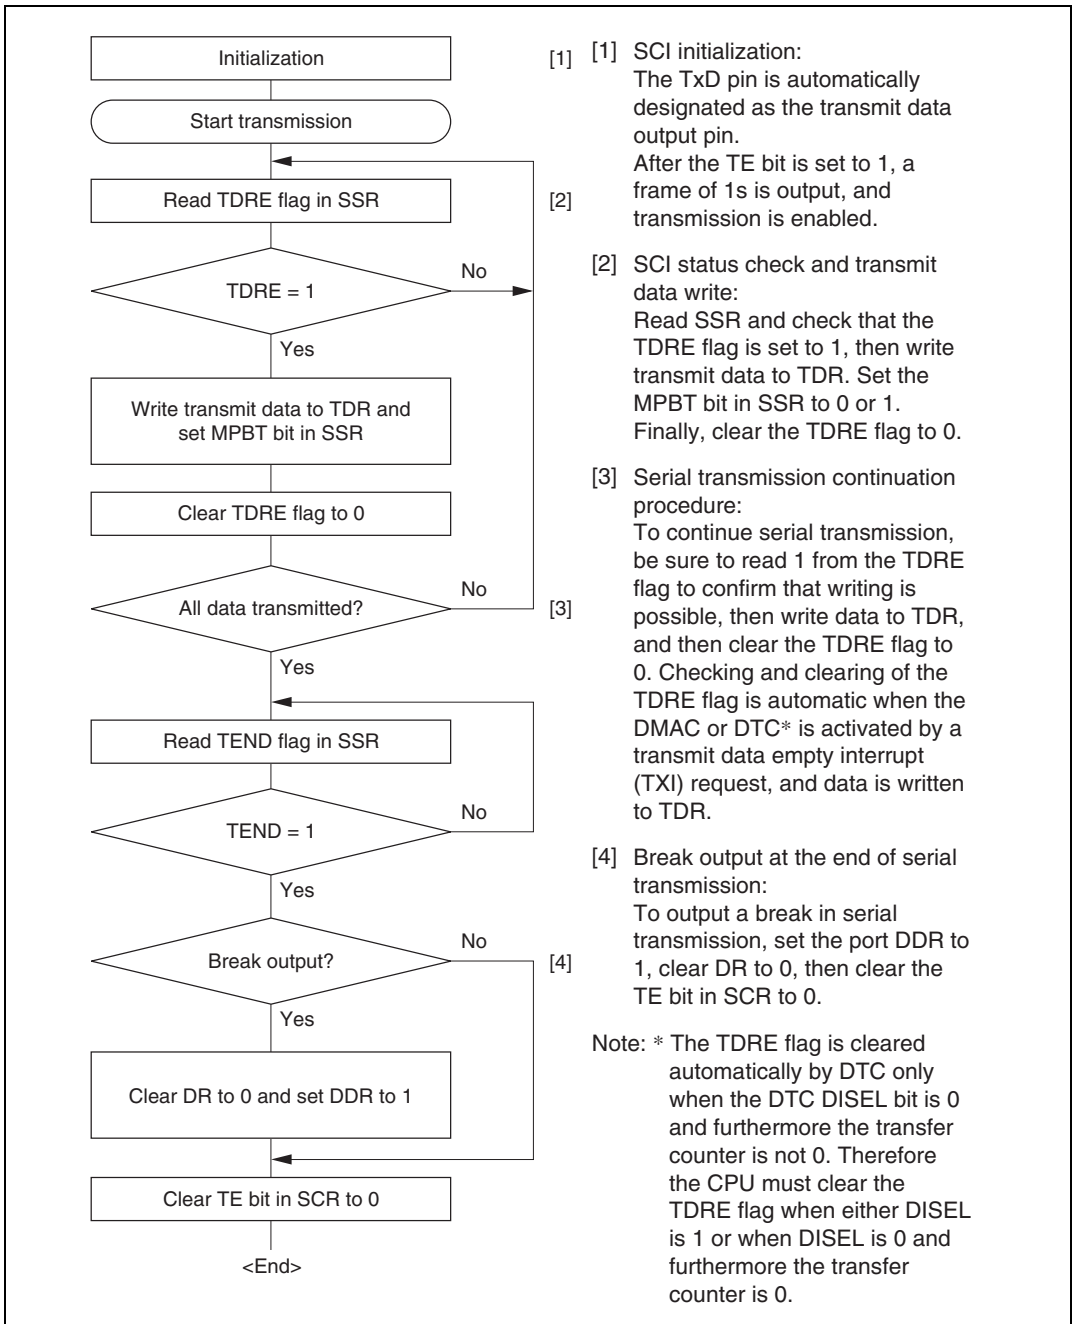 Initialization
[1]
Start transmission
Read TDRE flag in SSR
[2]
TDRE = 1
No
Yes
Write transmit data to TDR and
set MPBT bit in SSR
Clear TDRE flag to 0
All data transmitted?
No
[3]
Yes
Read TEND flag in SSR
TEND = 1
No
Yes
Break output?
No
[4]
Yes
Clear DR to 0 and set DDR to 1
Clear TE bit in SCR to 0
<End>
[1] SCI initialization:
The TxD pin is automatically
designated as the transmit data
output pin.
After the TE bit is set to 1, a
frame of 1s is output, and
transmission is enabled.
[2] SCI status check and transmit
data write:
Read SSR and check that the
TDRE flag is set to 1, then write
transmit data to TDR. Set the
MPBT bit in SSR to 0 or 1.
Finally, clear the TDRE flag to 0.
[3] Serial transmission continuation
procedure:
To continue serial transmission,
be sure to read 1 from the TDRE
flag to confirm that writing is
possible, then write data to TDR,
and then clear the TDRE flag to
0. Checking and clearing of the
TDRE flag is automatic when the
DMAC or DTC* is activated by a
transmit data empty interrupt
(TXI) request, and data is written
to TDR.
[4] Break output at the end of serial
transmission:
To output a break in serial
transmission, set the port DDR to
1, clear DR to 0, then clear the
TE bit in SCR to 0.
Note: * The TDRE flag is cleared
automatically by DTC only
when the DTC DISEL bit is 0
and furthermore the transfer
counter is not 0. Therefore
the CPU must clear the
TDRE flag when either DISEL
is 1 or when DISEL is 0 and
furthermore the transfer
counter is 0.